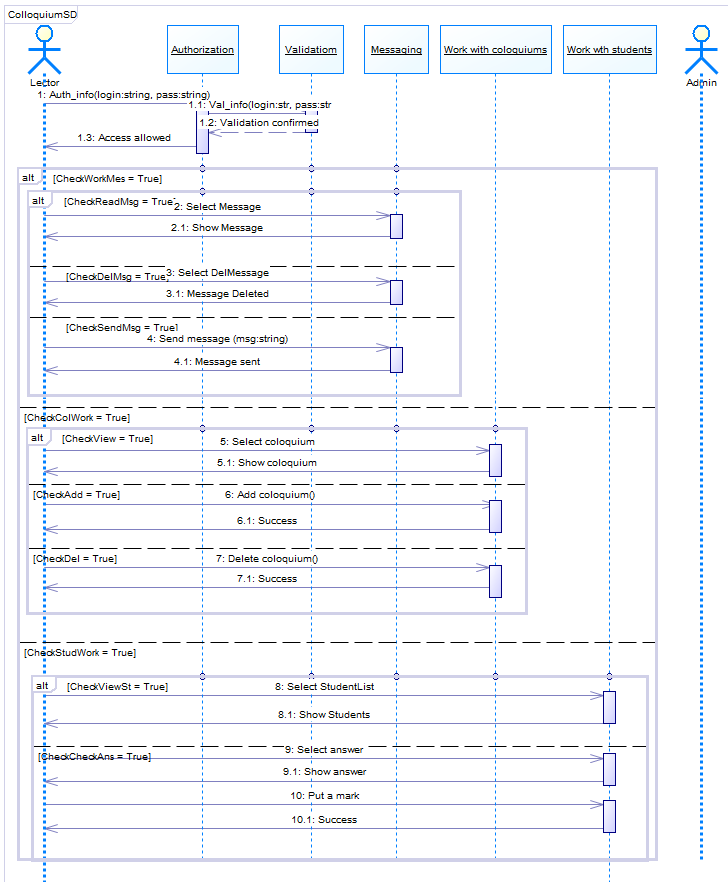 ColloquiumSD
Authorization
Validatiom
Messaging
Work with coloquiums
Work wth students
Lector
Admin
1: Auth_info(login:string, pass:string)
1.1: Val_info(login:str, pass:str
1.2: Validation confirmed
1.3: Access allowed
alt [CheckWorkMes = True]
alt [CheckReadMsg = True]
2: Select Message
2.1: Show Message
[CheckDelMsg = True]
3: Select DelMessage
3.1: Message Deleted
[CheckSendMsg = True]
4: Send message (msg:string)
4.1: Message sent
[CheckColWork = True]
alt [CheckView = True]
5: Select coloquium
5.1: Show coloquium
[CheckAdd = True]
6: Add coloquium()
6.1: Success
[CheckDel = True]
7: Delete coloquium()
7.1: Success
[CheckStudWork = True]
alt [CheckViewSt = True]
8: Select StudentList
8.1: Show Students
[CheckCheckAns = True]
9: Select answer
9.1: Show answer
10: Put a mark
10.1: Success